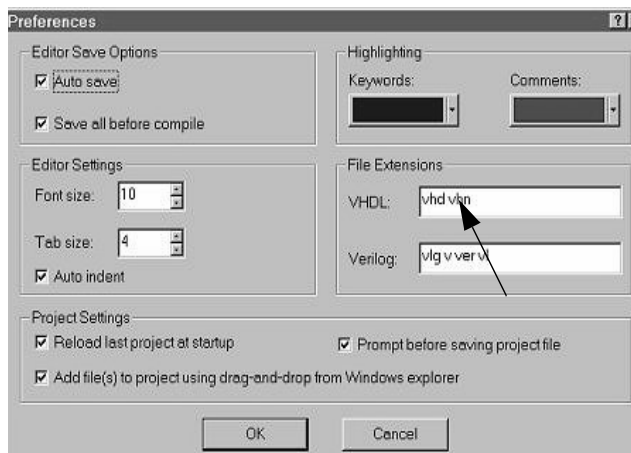 Preferences
?
Editor Save Options
Auto save
Save all before compile
Highlighting
Keywords:
Comments:
Editor Settings
Font size: 10
Tab size: 4
Auto indent
File Extensions
VHDL: vhd vhn
Verilog: vlg v ver vl
Project Settings
Reload last project at startup
Prompt before saving project file
Add file(s) to project using drag-and-drop from Windows explorer
OK
Cancel